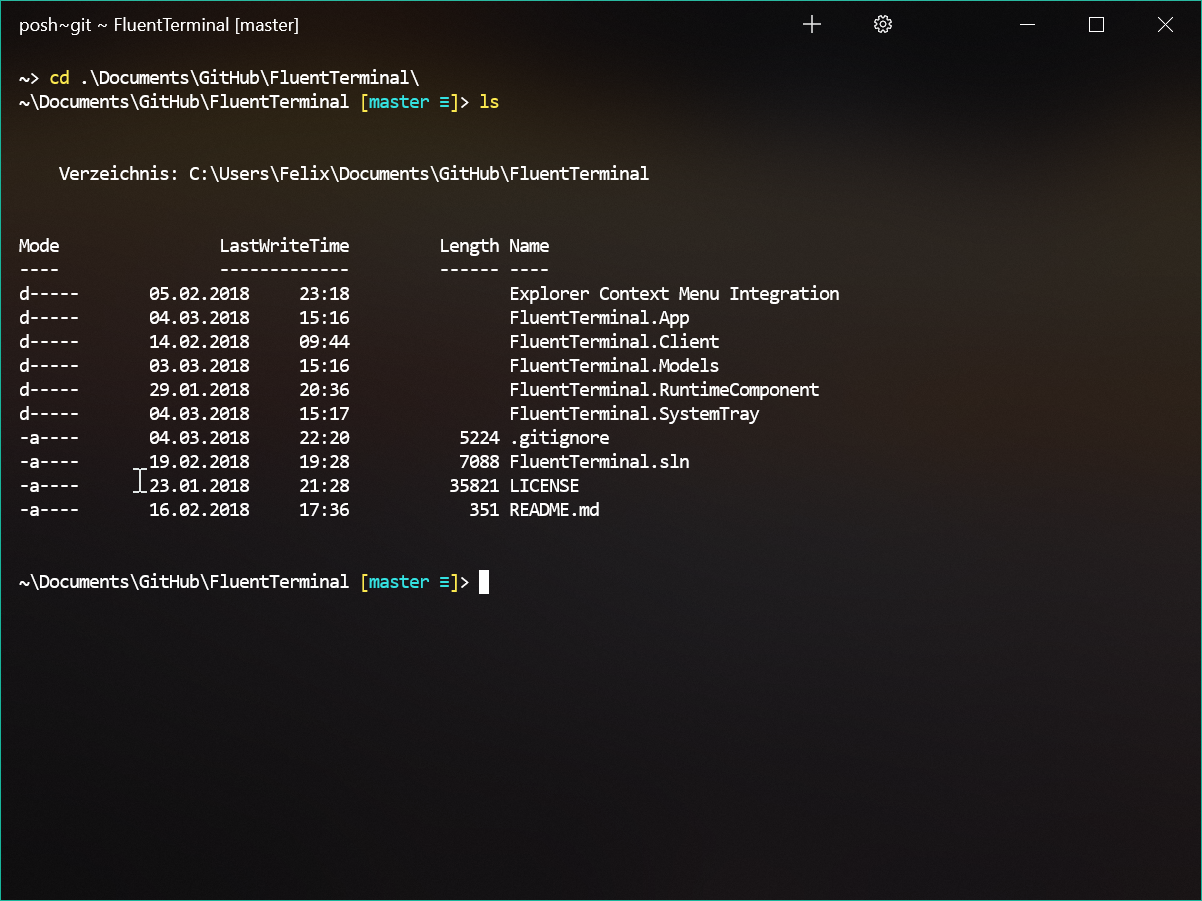 posh~git ~ FluentTerminal [master]
~> cd .\Documents\GitHub\FluentTerminal\
~\Documents\GitHub\FluentTerminal [master ≡]> ls
Verzeichnis: C:\Users\Felix\Documents\GitHub\FluentTerminal
Mode                LastWriteTime         Length Name
----                -------------         ------ ----
d-----       05.02.2018     23:18                Explorer Context Menu Integration
d-----       04.03.2018     15:16                FluentTerminal.App
d-----       14.02.2018     09:44                FluentTerminal.Client
d-----       03.03.2018     15:16                FluentTerminal.Models
d-----       29.01.2018     20:36                FluentTerminal.RuntimeComponent
d-----       04.03.2018     15:17                FluentTerminal.SystemTray
-a----       04.03.2018     22:20           5224 .gitignore
-a----       19.02.2018     19:28           7088 FluentTerminal.sln
-a----       23.01.2018     21:28          35821 LICENSE
-a----       16.02.2018     17:36            351 README.md
~\Documents\GitHub\FluentTerminal [master ≡]>